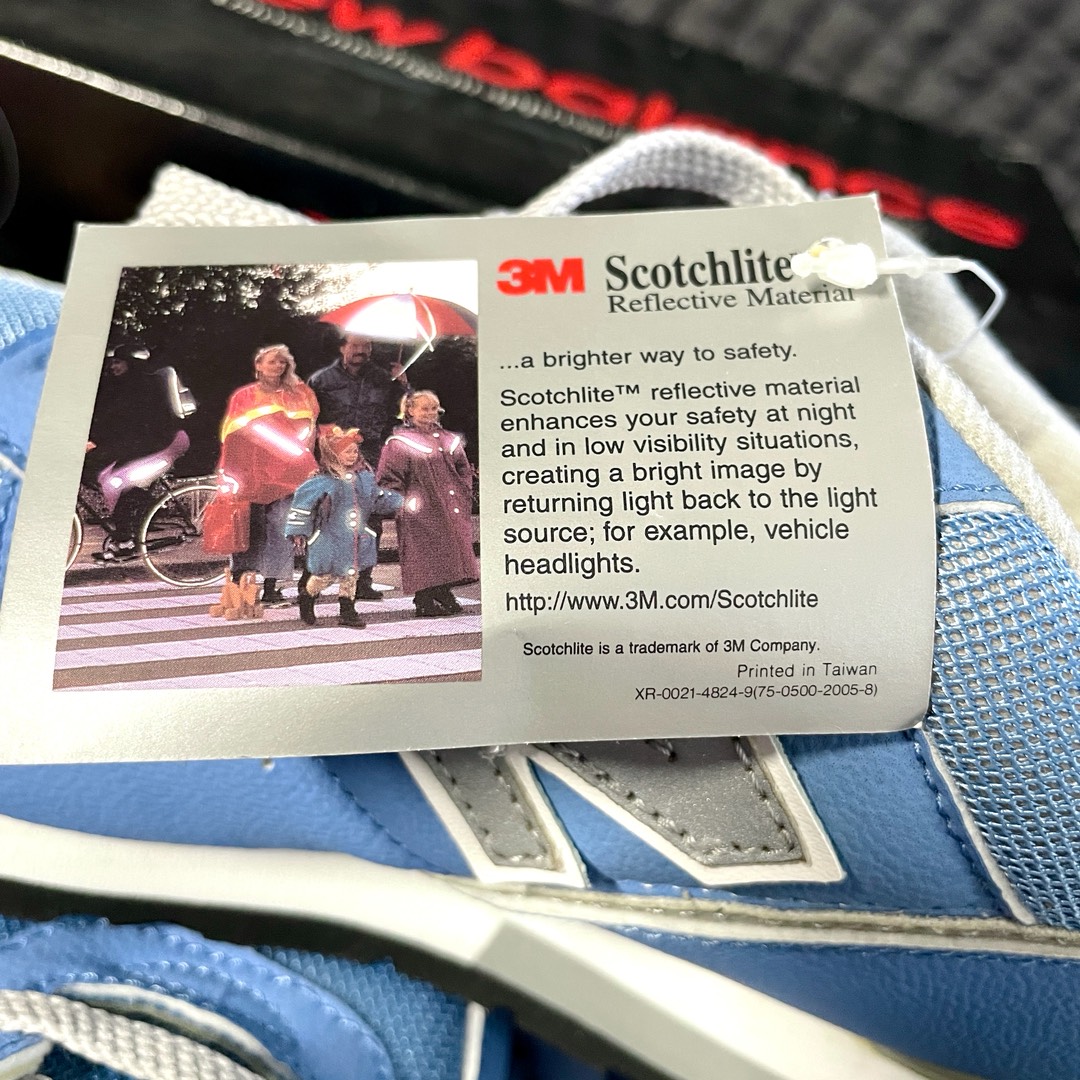 new balance
3M Scotchlite
Reflective Material
...a brighter way to safety.
Scotchlite™ reflective material
enhances your safety at night
and in low visibility situations,
creating a bright image by
returning light back to the light
source; for example, vehicle
headlights.
http://www.3M.com/Scotchlite
Scotchlite is a trademark of 3M Company.
Printed in Taiwan
XR-0021-4824-9(75-0500-2005-8)
N